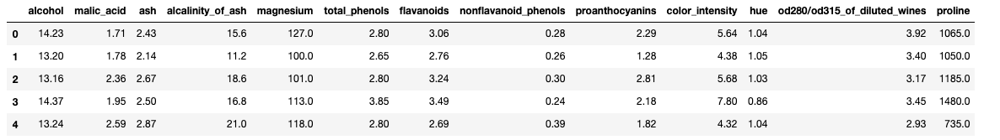 alcohol malic_acid ash alcalinity_of_ash magnesium total_phenols flavanoids nonflavanoid_phenols proanthocyanins color_intensity hue od280/od315_of_diluted_wines proline
0 14.23 1.71 2.43 15.6 127.0 2.80 3.06 0.28 2.29 5.64 1.04 3.92 1065.0
1 13.20 1.78 2.14 11.2 100.0 2.65 2.76 0.26 1.28 4.38 1.05 3.40 1050.0
2 13.16 2.36 2.67 18.6 101.0 2.80 3.24 0.30 2.81 5.68 1.03 3.17 1185.0
3 14.37 1.95 2.50 16.8 113.0 3.85 3.49 0.24 2.18 7.80 0.86 3.45 1480.0
4 13.24 2.59 2.87 21.0 118.0 2.80 2.69 0.39 1.82 4.32 1.04 2.93 735.0